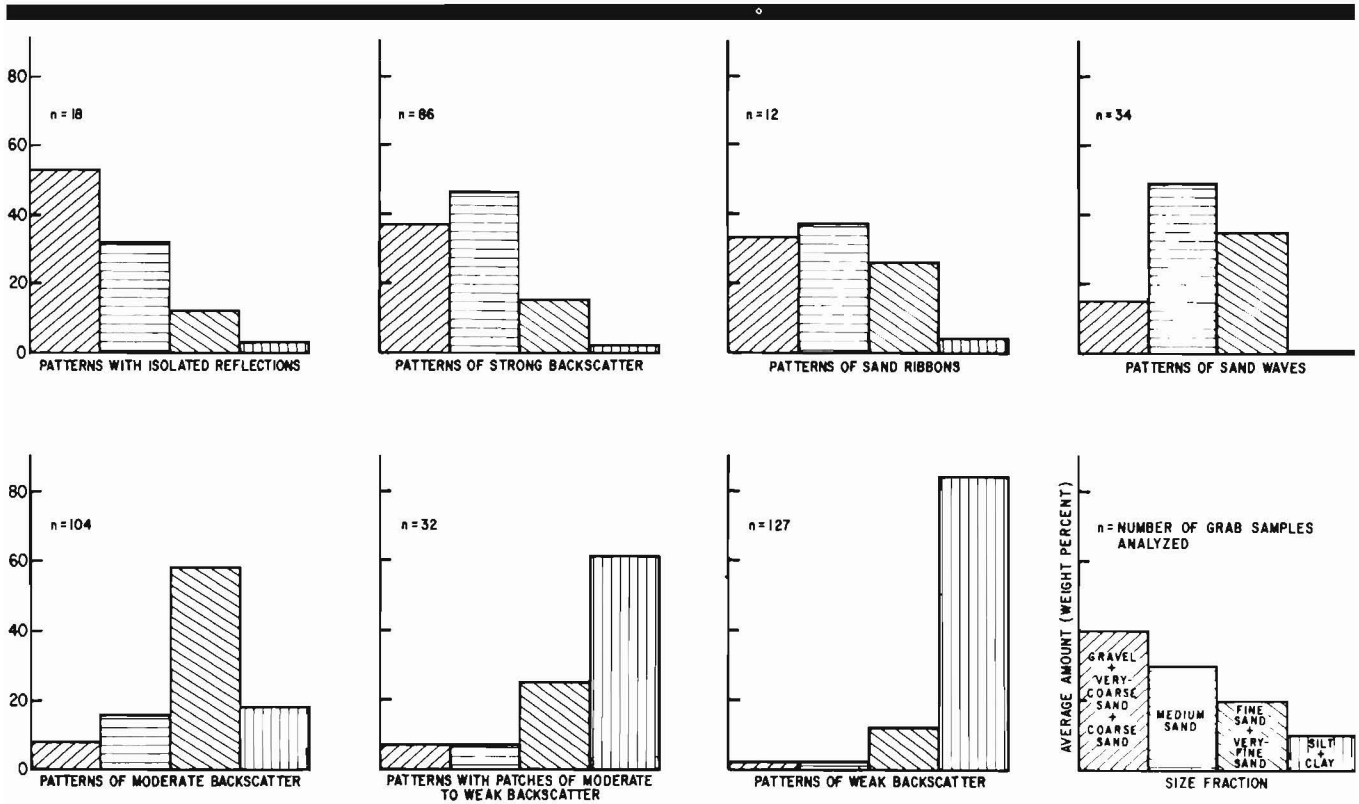 80
60
40
20
0
n = 18
PATTERNS WITH ISOLATED REFLECTIONS
n = 86
PATTERNS OF STRONG BACKSCATTER
n = 12
PATTERNS OF SAND RIBBONS
n = 34
PATTERNS OF SAND WAVES
80
60
40
20
0
n = 104
PATTERNS OF MODERATE BACKSCATTER
n = 32
PATTERNS WITH PATCHES OF MODERATE
TO WEAK BACKSCATTER
n = 127
PATTERNS OF WEAK BACKSCATTER
AVERAGE AMOUNT (WEIGHT PERCENT)
n = NUMBER OF GRAB SAMPLES
ANALYZED
GRAVEL
+
VERY-
COARSE
SAND
+
COARSE
SAND
MEDIUM
SAND
FINE
SAND
+
VERY-
FINE
SAND
SILT
+
CLAY
SIZE FRACTION